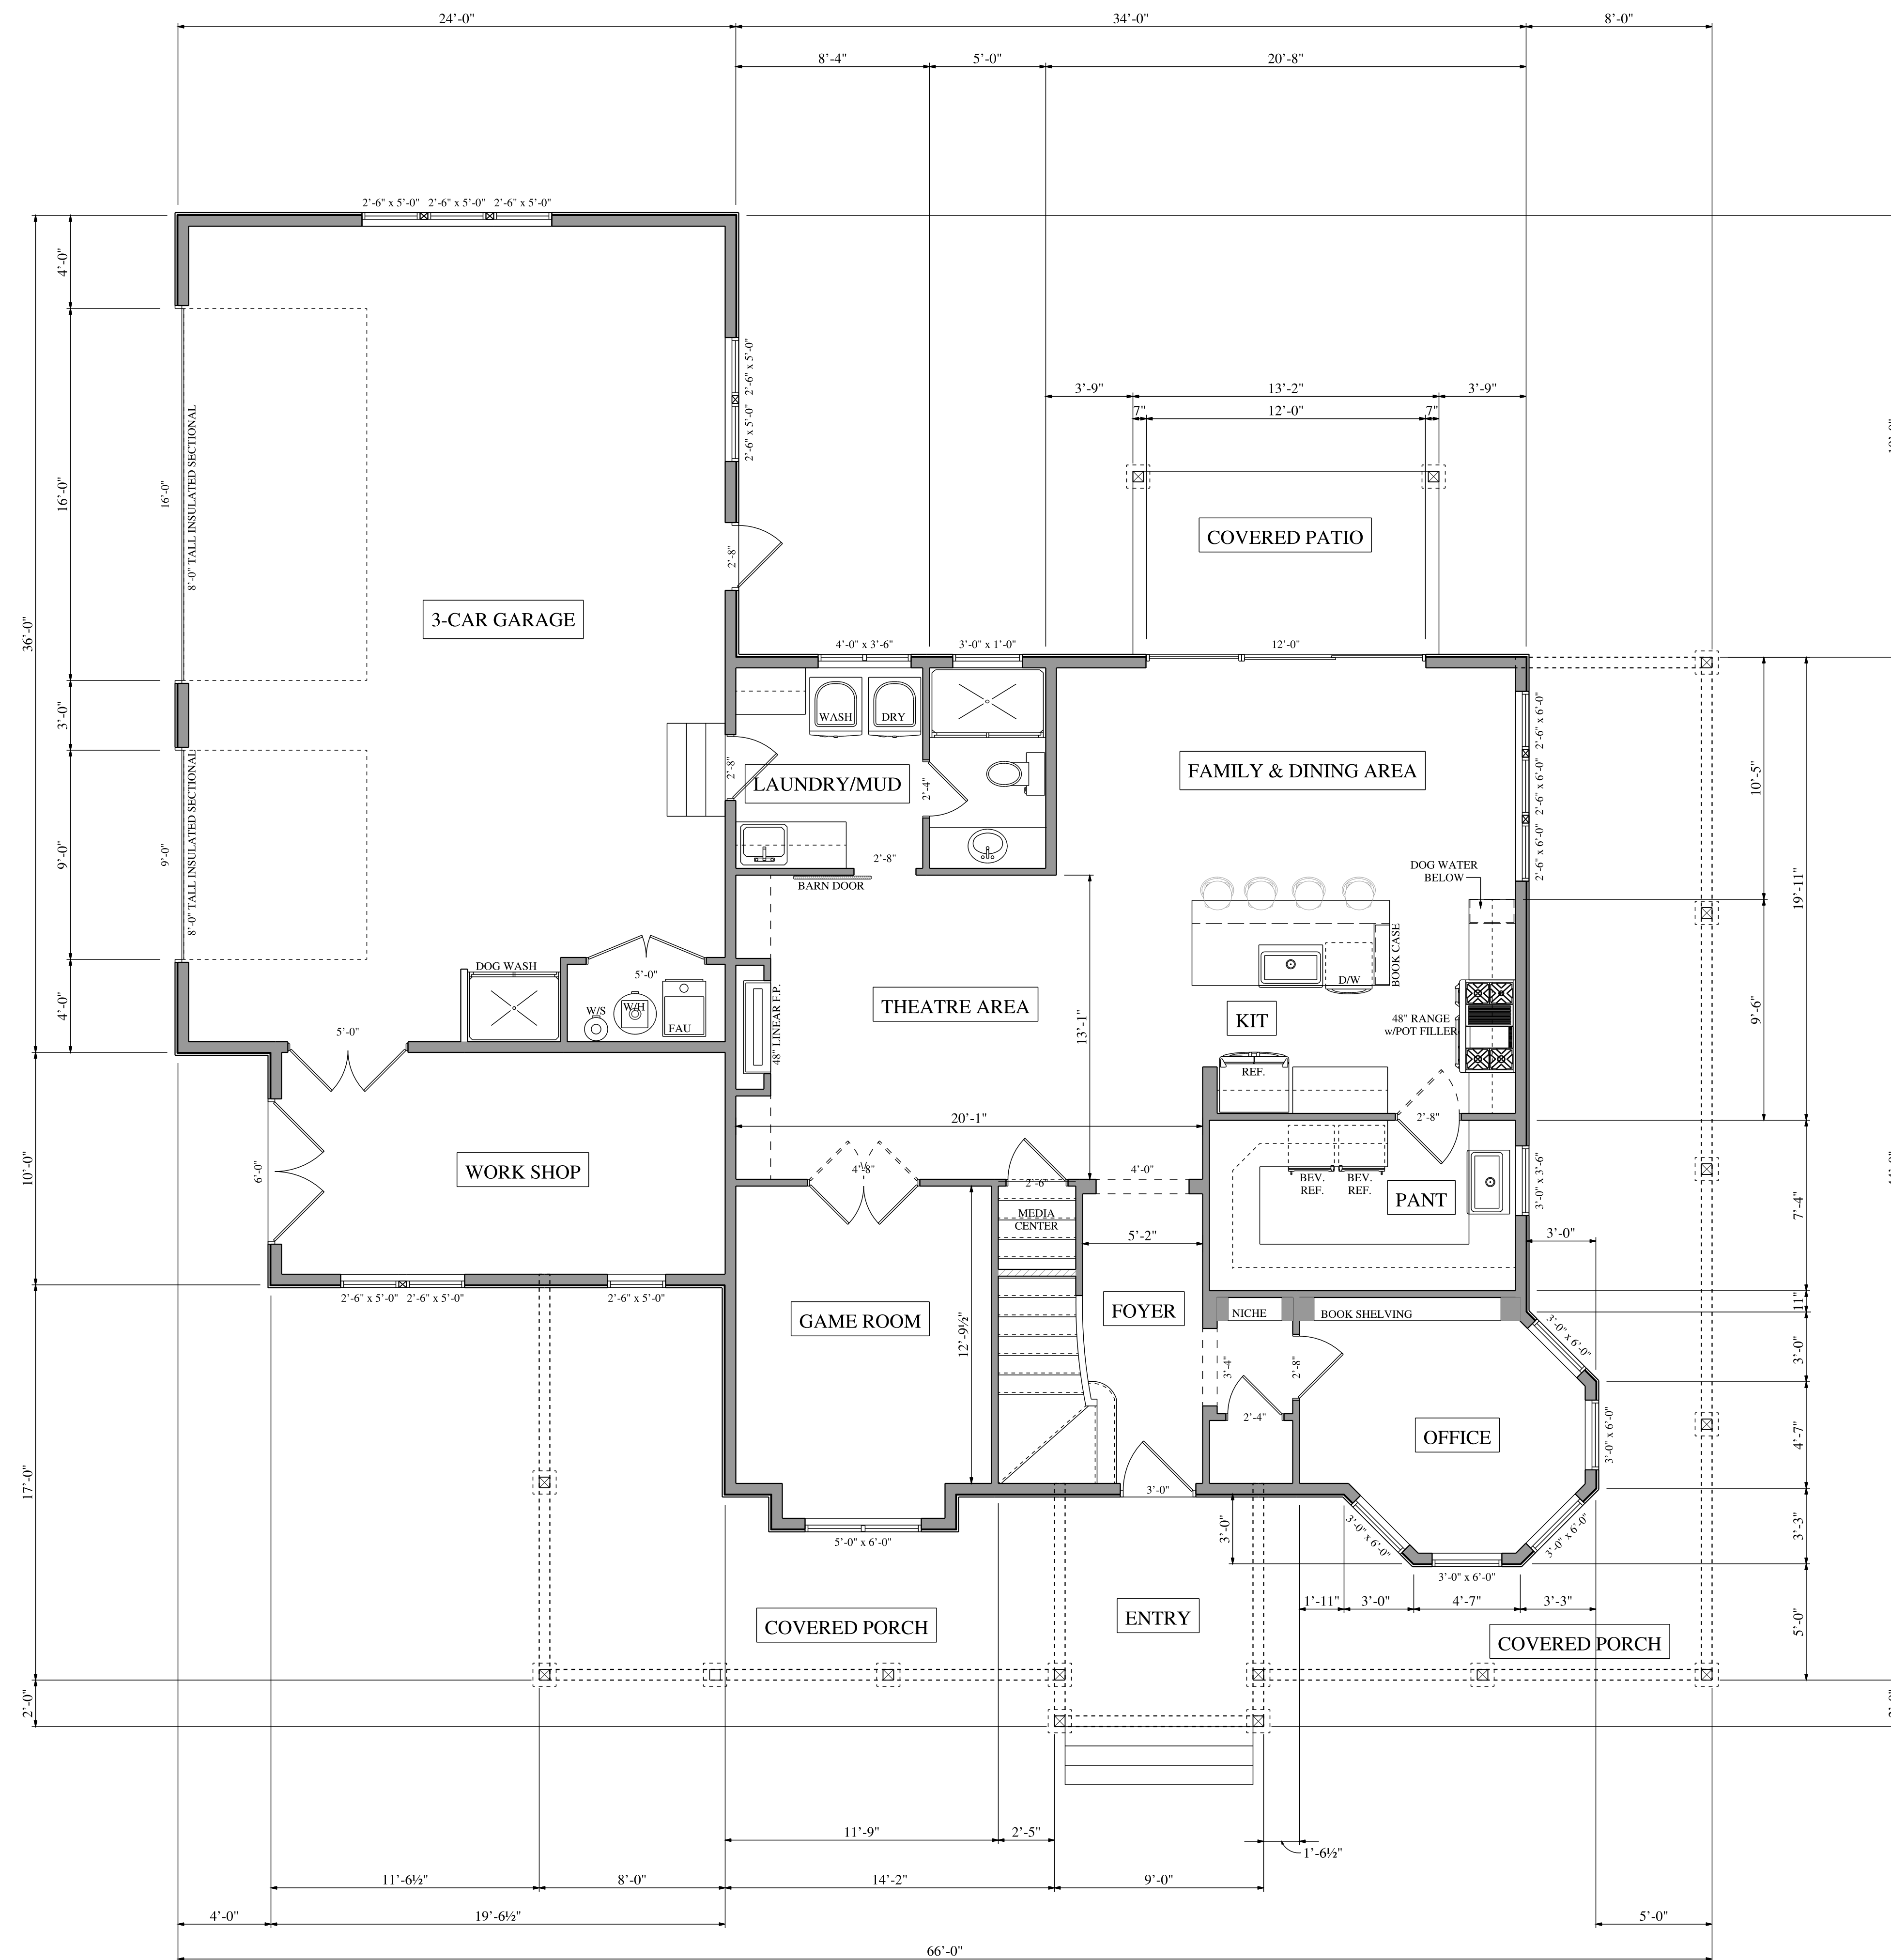 24'-0"
34'-0"
8'-0"
8'-4"
5'-0"
20'-8"
2'-6" x 5'-0" 2'-6" x 5'-0" 2'-6" x 5'-0"
4'-0"
16'-0"
3'-0"
9'-0"
4'-0"
36'-0"
10'-0"
17'-0"
2'-0"
16'-0"
8'-0" TALL INSULATED SECTIONAL
9'-0"
8'-0" TALL INSULATED SECTIONAL
2'-6" x 5'-0" 2'-6" x 5'-0"
2'-8"
3'-9"
13'-2"
3'-9"
7"
12'-0"
7"
COVERED PATIO
3-CAR GARAGE
4'-0" x 3'-6"
3'-0" x 1'-0"
12'-0"
WASH
DRY
2'-8"
LAUNDRY/MUD
2'-4"
2'-8"
BARN DOOR
FAMILY & DINING AREA
2'-6" x 6'-0" 2'-6" x 6'-0" 2'-6" x 6'-0"
10'-5"
19'-11"
9'-6"
DOG WATER
BELOW
BOOK CASE
D/W
KIT
48" RANGE
w/POT FILLER
REF.
THEATRE AREA
13'-1"
48" LINEAR F.P.
DOG WASH
5'-0"
W/S
W/H
FAU
5'-0"
6'-0"
WORK SHOP
2'-6" x 5'-0" 2'-6" x 5'-0"
2'-6" x 5'-0"
20'-1"
4'-8"
2'-6"
4'-0"
MEDIA
CENTER
5'-2"
2'-8"
BEV.
REF.
BEV.
REF.
PANT
3'-0" x 3'-6"
7'-4"
3'-0"
11"
GAME ROOM
12'-9½"
FOYER
NICHE
BOOK SHELVING
3'-4"
2'-8"
2'-4"
3'-0" x 6'-0"
3'-0"
4'-7"
3'-0" x 6'-0"
OFFICE
3'-0"
3'-0"
3'-0" x 6'-0"
3'-0" x 6'-0"
3'-0" x 6'-0"
3'-3"
5'-0" x 6'-0"
1'-11"
3'-0"
4'-7"
3'-3"
5'-0"
COVERED PORCH
ENTRY
COVERED PORCH
11'-9"
2'-5"
1'-6½"
11'-6½"
8'-0"
14'-2"
9'-0"
4'-0"
19'-6½"
5'-0"
66'-0"